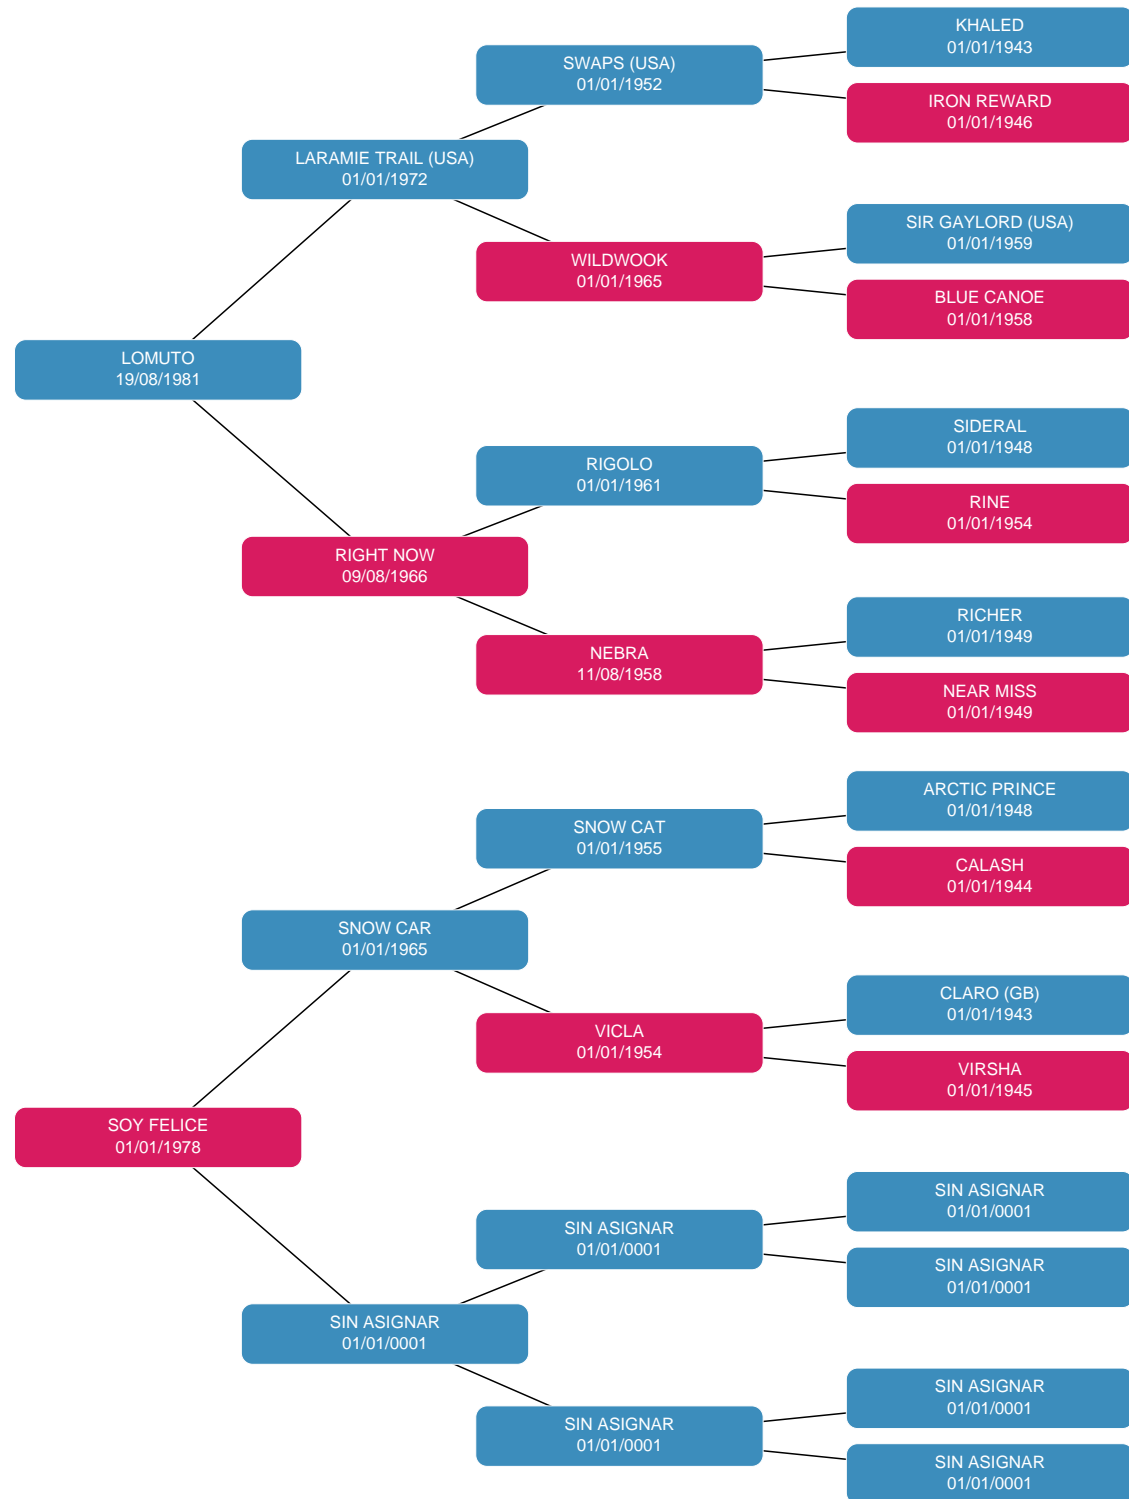 KHALED
01/01/1943
SWAPS (USA)
01/01/1952
IRON REWARD
01/01/1946
LARAMIE TRAIL (USA)
01/01/1972
SIR GAYLORD (USA)
01/01/1959
WILDWOOK
01/01/1965
BLUE CANOE
01/01/1958
LOMUTO
19/08/1981
SIDERAL
01/01/1948
RIGOLO
01/01/1961
RINE
01/01/1954
RIGHT NOW
09/08/1966
RICHER
01/01/1949
NEBRA
11/08/1958
NEAR MISS
01/01/1949
ARCTIC PRINCE
01/01/1948
SNOW CAT
01/01/1955
CALASH
01/01/1944
SNOW CAR
01/01/1965
CLARO (GB)
01/01/1943
VICLA
01/01/1954
VIRSHA
01/01/1945
SOY FELICE
01/01/1978
SIN ASIGNAR
01/01/0001
SIN ASIGNAR
01/01/0001
SIN ASIGNAR
01/01/0001
SIN ASIGNAR
01/01/0001
SIN ASIGNAR
01/01/0001
SIN ASIGNAR
01/01/0001
SIN ASIGNAR
01/01/0001